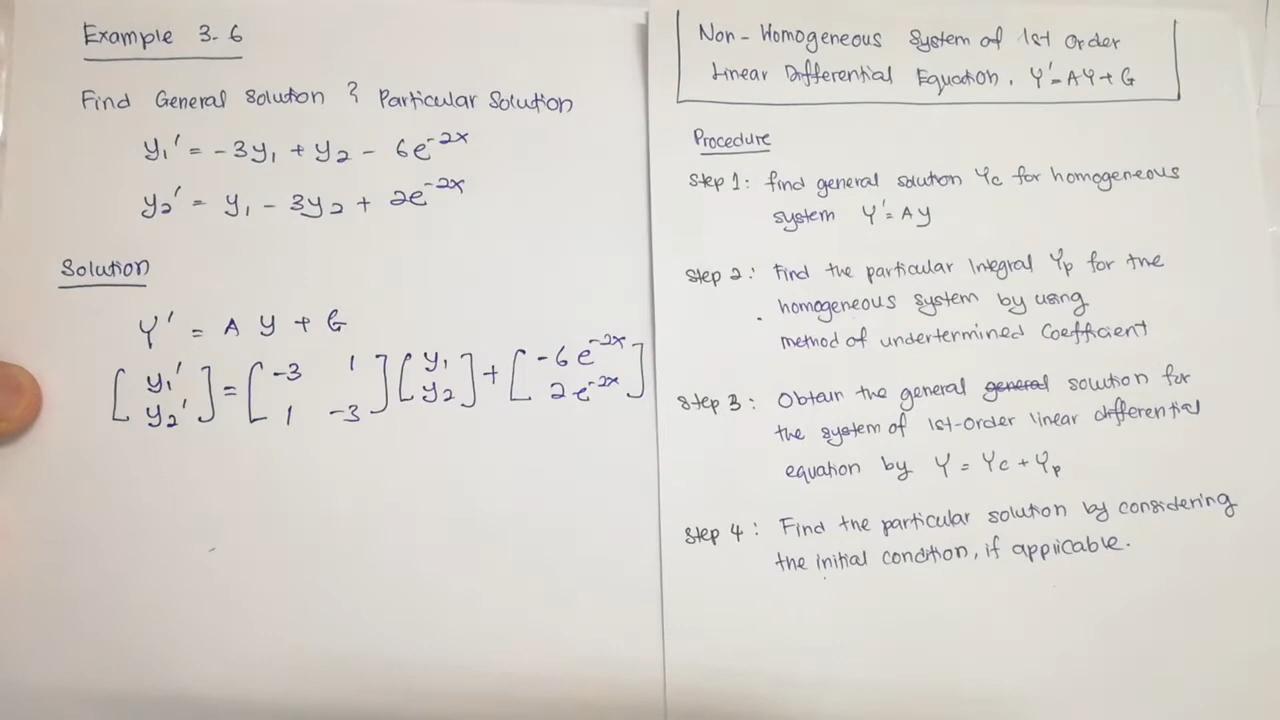 Example 3.6
Find General Solution & Particular Solution
y₁' = -3y₁ + y₂ - 6e⁻²ˣ
y₂' = y₁ - 3y₂ + 2e⁻²ˣ
Solution
Y' = A Y + G
[y₁' y₂'] = [-3 1 1 -3] [y₁ y₂] + [-6e⁻²ˣ 2e⁻²ˣ]
Non-Homogeneous System of 1st Order
Linear Differential Equation, Y' = AY + G
Procedure
Step 1: find general solution Yc for homogeneous
system Y' = AY
Step 2: Find the particular Integral Yp for the
homogeneous system by using
method of undertermined Coefficient
Step 3: Obtain the general general solution for
the system of 1st-order linear differential
equation by Y = Yc + Yp
Step 4: Find the particular solution by considering
the initial condition, if applicable.